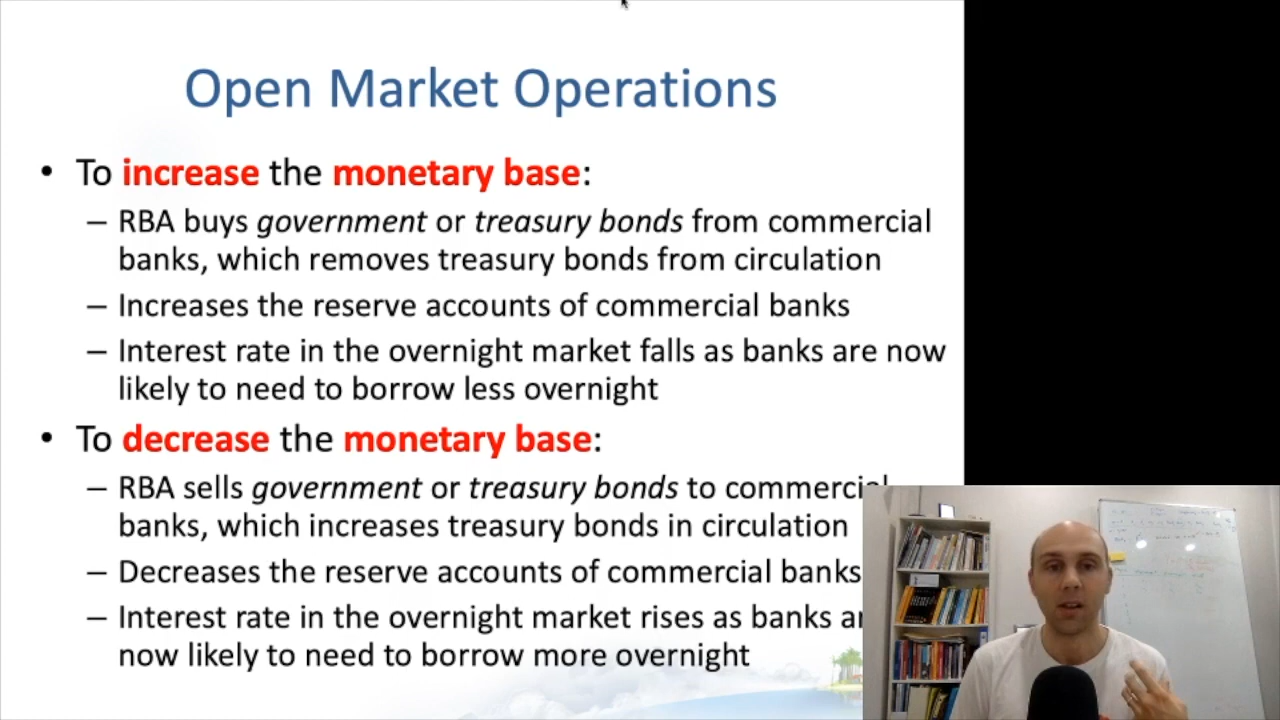 Open Market Operations
• To increase the monetary base:
– RBA buys government or treasury bonds from commercial
banks, which removes treasury bonds from circulation
– Increases the reserve accounts of commercial banks
– Interest rate in the overnight market falls as banks are now
likely to need to borrow less overnight
• To decrease the monetary base:
– RBA sells government or treasury bonds to
banks, which increases treasury bonds in circulation
– Decreases the reserve accounts of commercial banks
– Interest rate in the overnight market rises as banks
now likely to need to borrow more overnight